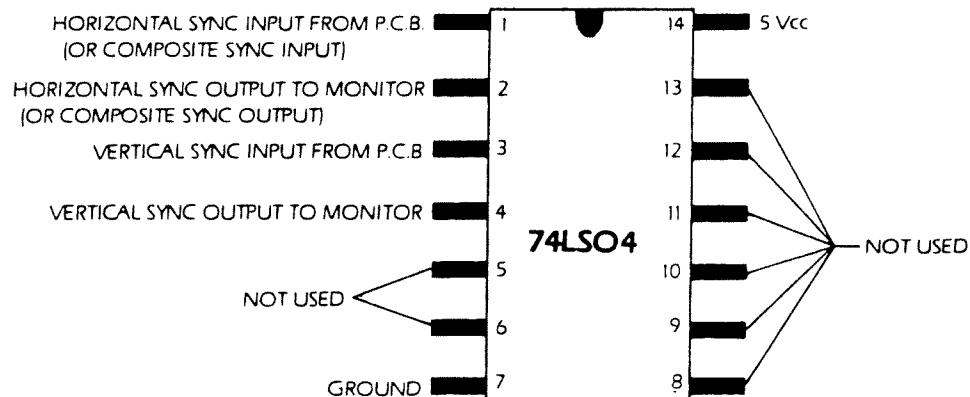 HORIZONTAL SYNC INPUT FROM P.C.B.
(OR COMPOSITE SYNC INPUT)
HORIZONTAL SYNC OUTPUT TO MONITOR
(OR COMPOSITE SYNC OUTPUT)
VERTICAL SYNC INPUT FROM P.C.B
VERTICAL SYNC OUTPUT TO MONITOR
NOT USED
GROUND
1
2
3
4
5
6
7
74LS04
14
13
12
11
10
9
8
5 Vcc
NOT USED